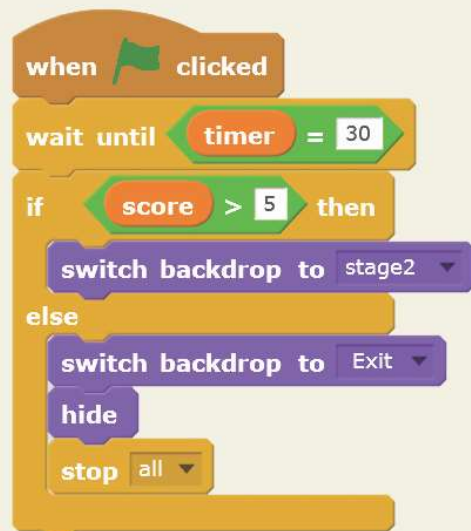 when clicked
wait until timer = 30
if score > 5 then
switch backdrop to stage2
else
switch backdrop to Exit
hide
stop all